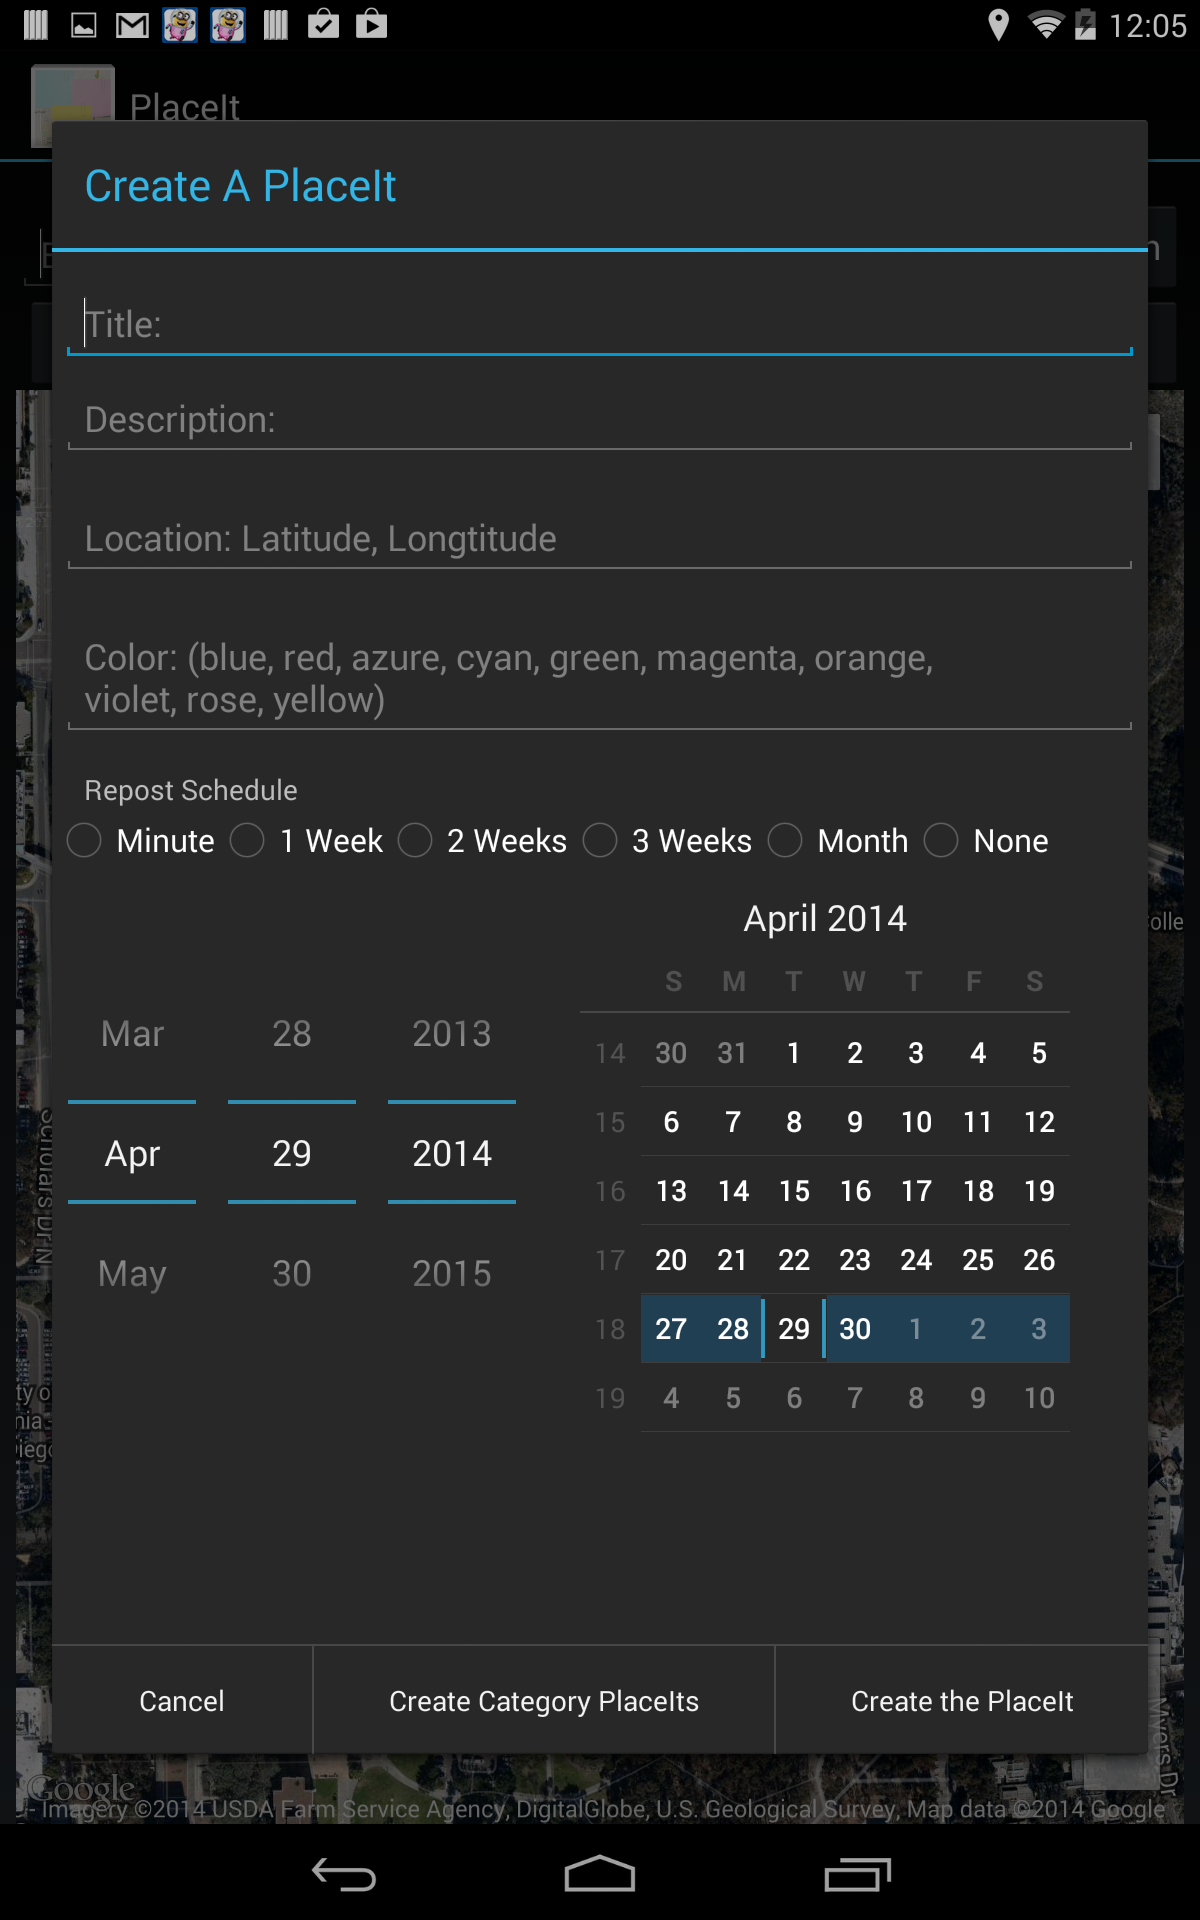 12:05
PlaceIt
Create A PlaceIt
Title:
Description:
Location: Latitude, Longtitude
Color: (blue, red, azure, cyan, green, magenta, orange,
violet, rose, yellow)
Repost Schedule
Minute 1 Week 2 Weeks 3 Weeks Month None
April 2014
S M T W T F S
Mar 28 2013
14 30 31 1 2 3 4 5
15 6 7 8 9 10 11 12
Apr 29 2014
16 13 14 15 16 17 18 19
17 20 21 22 23 24 25 26
May 30 2015
18 27 28 29 30 1 2 3
19 4 5 6 7 8 9 10
Scholars Dr N
Cancel Create Category PlaceIts Create the PlaceIt
Myers Dr
Google
- Imagery ©2014 USDA Farm Service Agency, DigitalGlobe, U.S. Geological Survey, Map data ©2014 Google